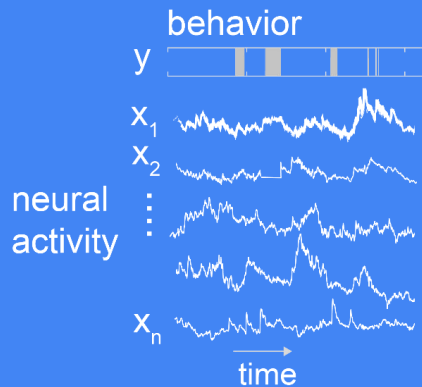 behavior
y
x1
x2
neural
activity
xn
time